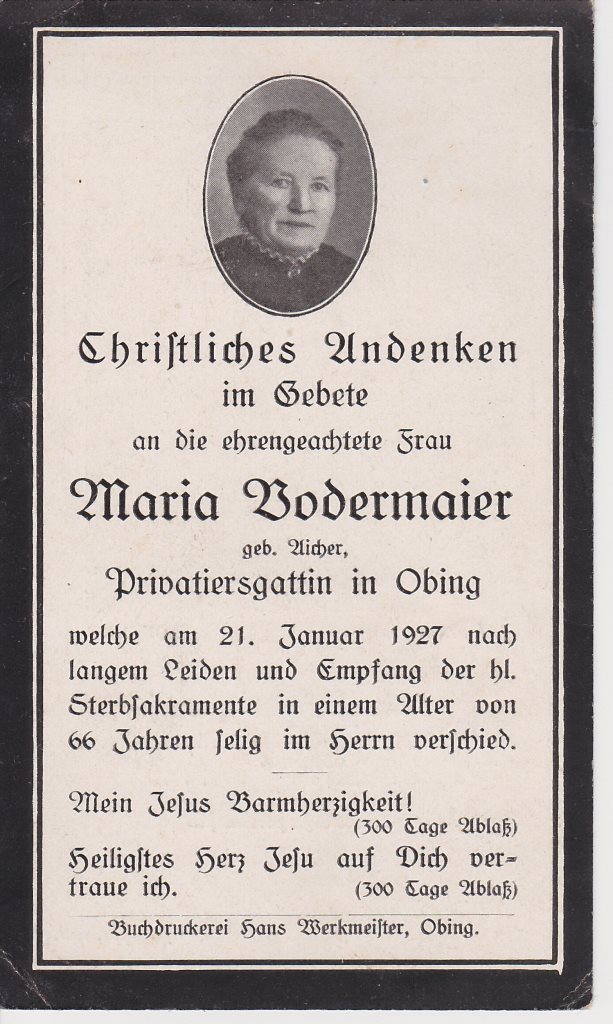 Chriſtliches Andenken
im Gebete
an die ehrengeachtete Frau
Maria Vodermaier
geb. Aicher,
Privatiersgattin in Obing
welche am 21. Januar 1927 nach
langem Leiden und Empfang der hl.
Sterbſakramente in einem Alter von
66 Jahren ſelig im Herrn verſchied.
Mein Jeſus Barmherzigkeit!
(300 Tage Ablaß)
Heiligſtes Herz Jeſu auf Dich ver=
traue ich. (300 Tage Ablaß)
Buchdruckerei Hans Werkmeiſter, Obing.